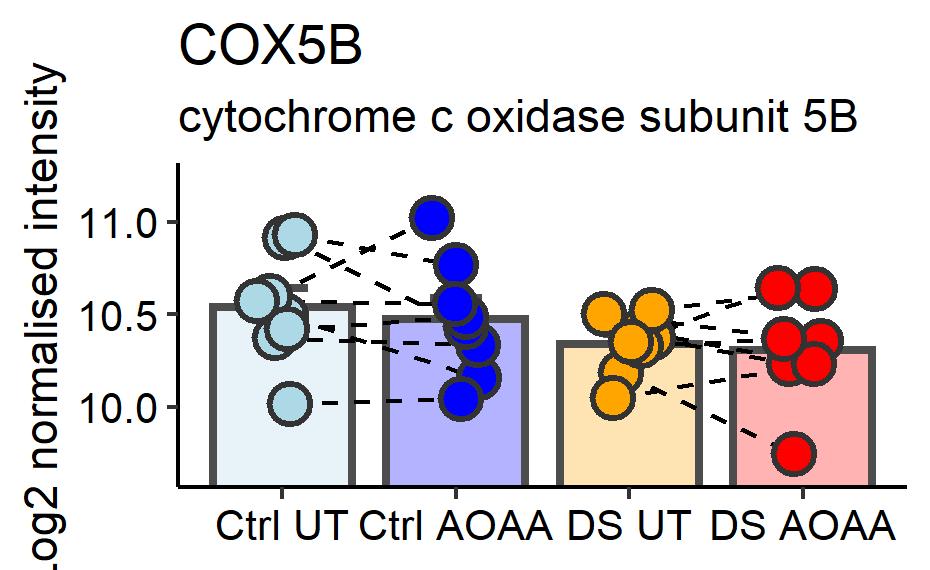 COX5B
cytochrome c oxidase subunit 5B
Log2 normalised intensity
11.0
10.5
10.0
Ctrl UT
Ctrl AOAA
DS UT
DS AOAA